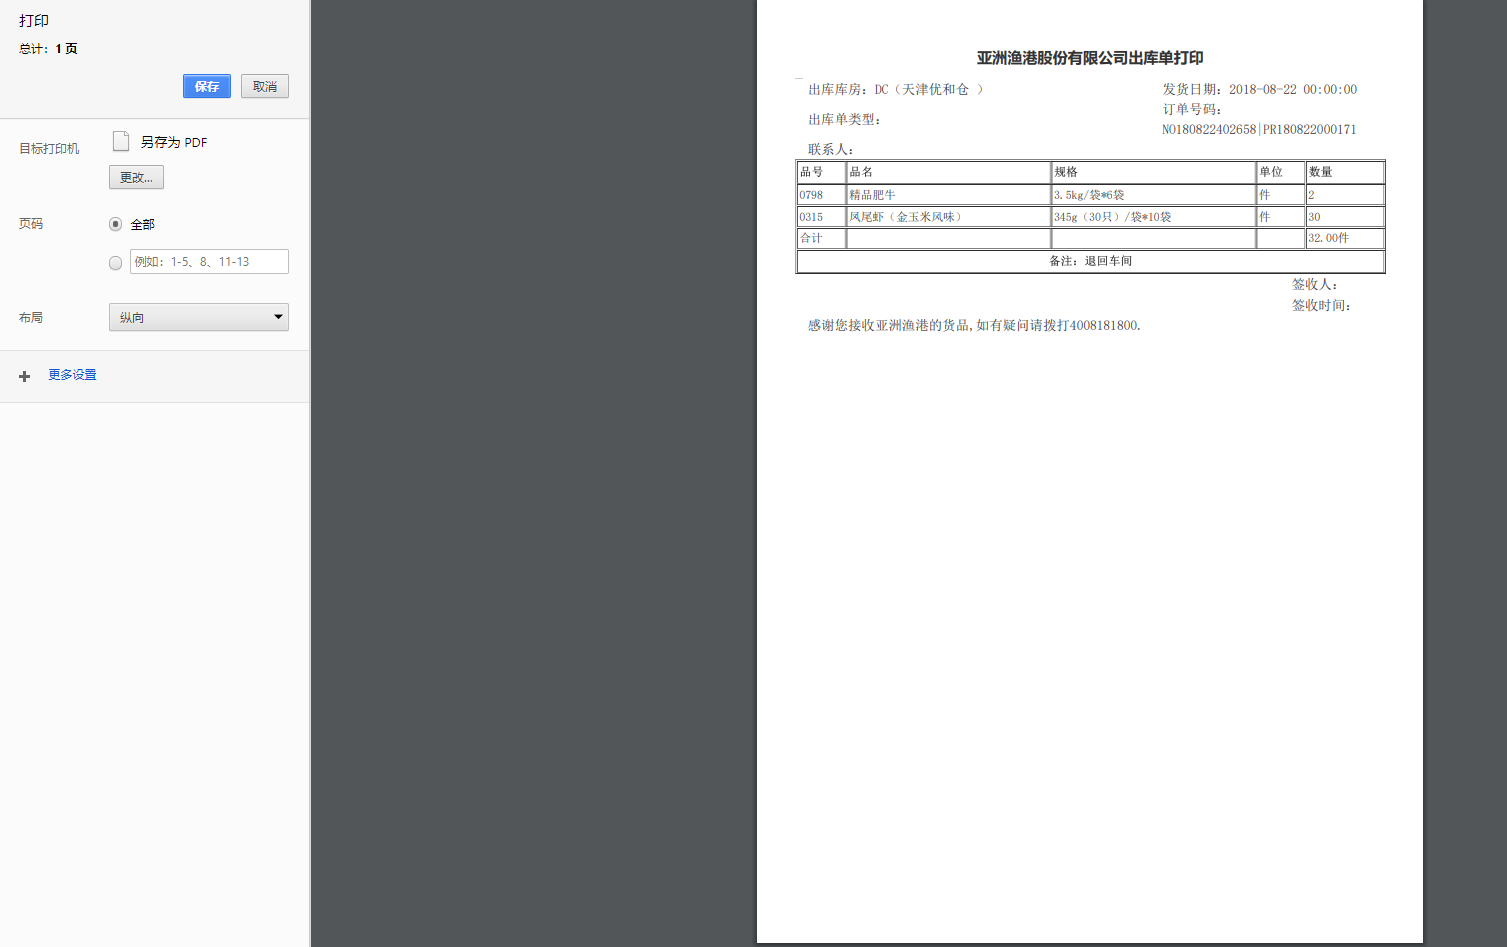 打印
总计：1 页
保存 取消
目标打印机 另存为 PDF
更改...
页码 全部
例如：1-5、8、11-13
布局 纵向
更多设置
亚洲渔港股份有限公司出库单打印
出库库房：DC（天津优和仓 ） 发货日期：2018-08-22 00:00:00
订单号码：
出库单类型：
NO180822402658|PR180822000171
联系人：
品号 品名 规格 单位 数量
0798 精品肥牛 3.5kg/袋*6袋 件 2
0315 凤尾虾（金玉米风味） 345g（30只）/袋*10袋 件 30
合计 32.00件
备注：退回车间
签收人：
签收时间：
感谢您接收亚洲渔港的货品,如有疑问请拨打4008181800.